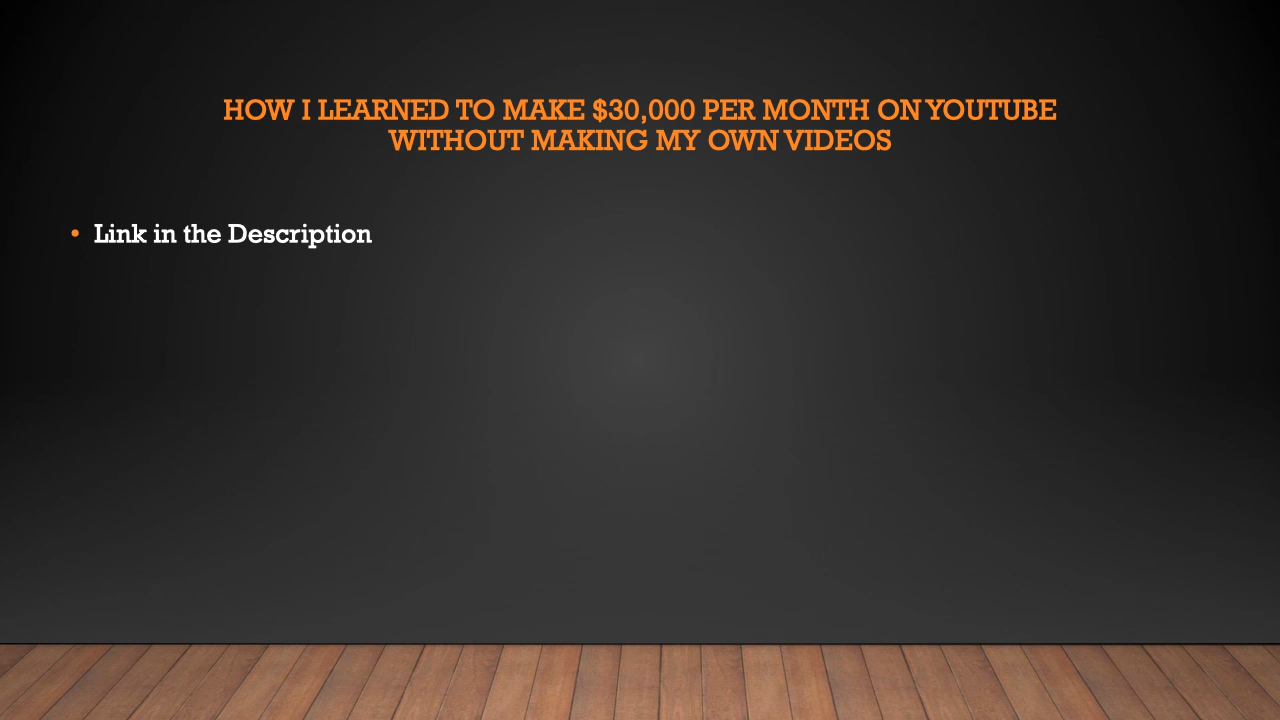 HOW I LEARNED TO MAKE $30,000 PER MONTH ON YOUTUBE
WITHOUT MAKING MY OWN VIDEOS
• Link in the Description